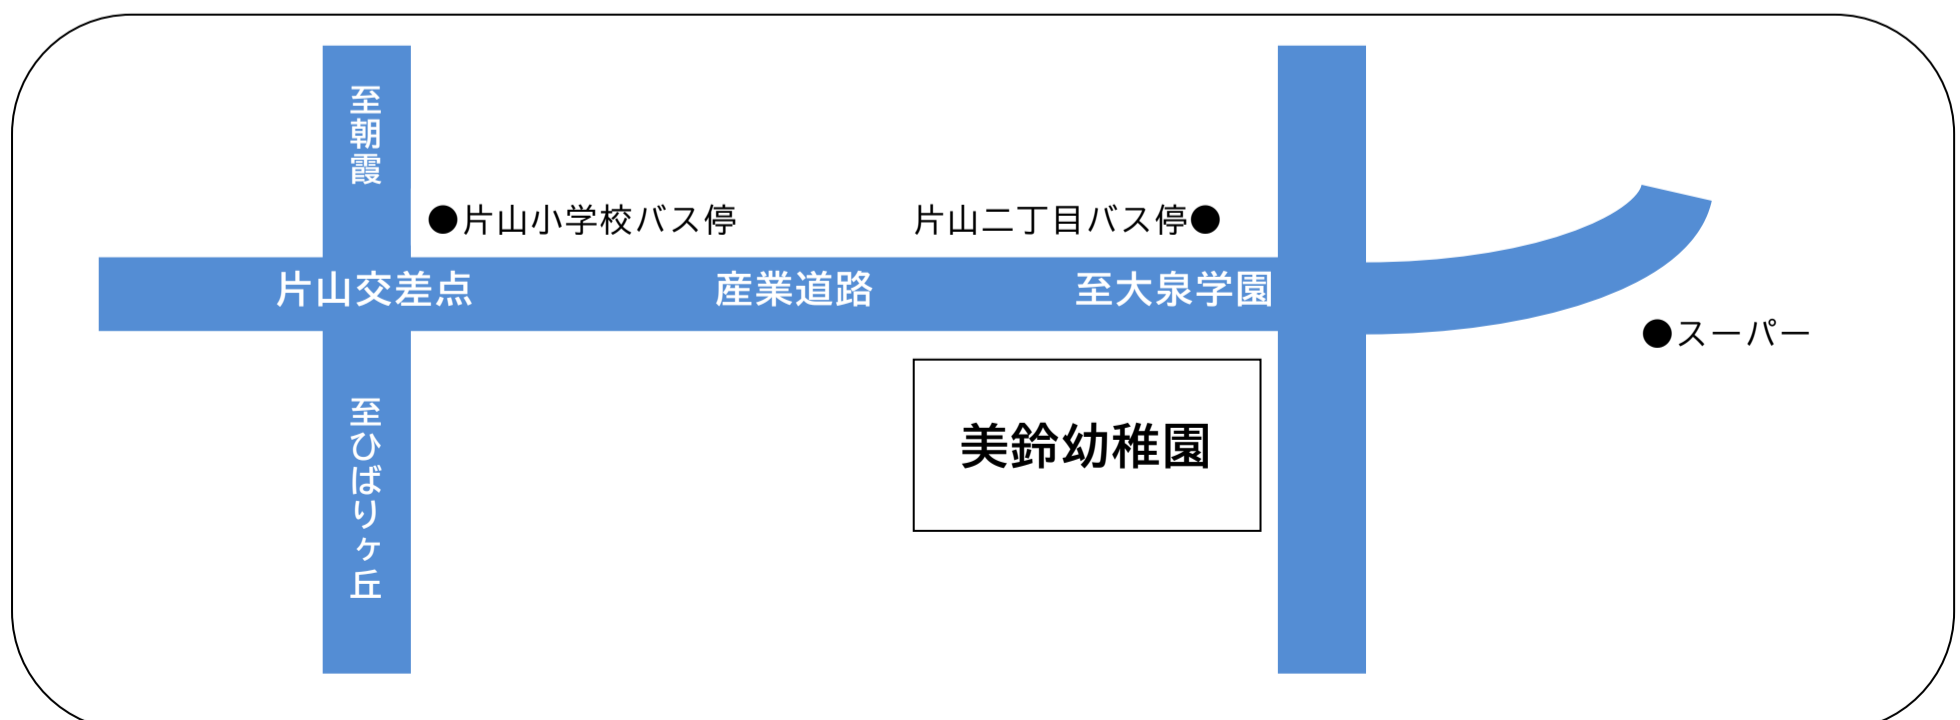 至朝霞
●片山小学校バス停
片山二丁目バス停●
片山交差点
産業道路
至大泉学園
●スーパー
至ひばりヶ丘
美鈴幼稚園